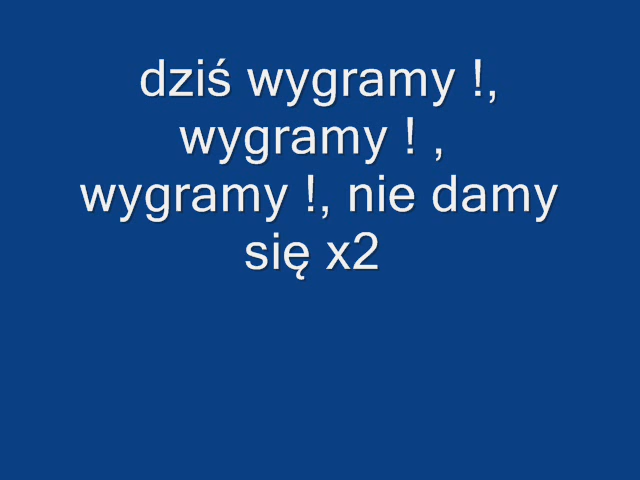 dziś wygramy !,
wygramy ! ,
wygramy !, nie damy
się x2